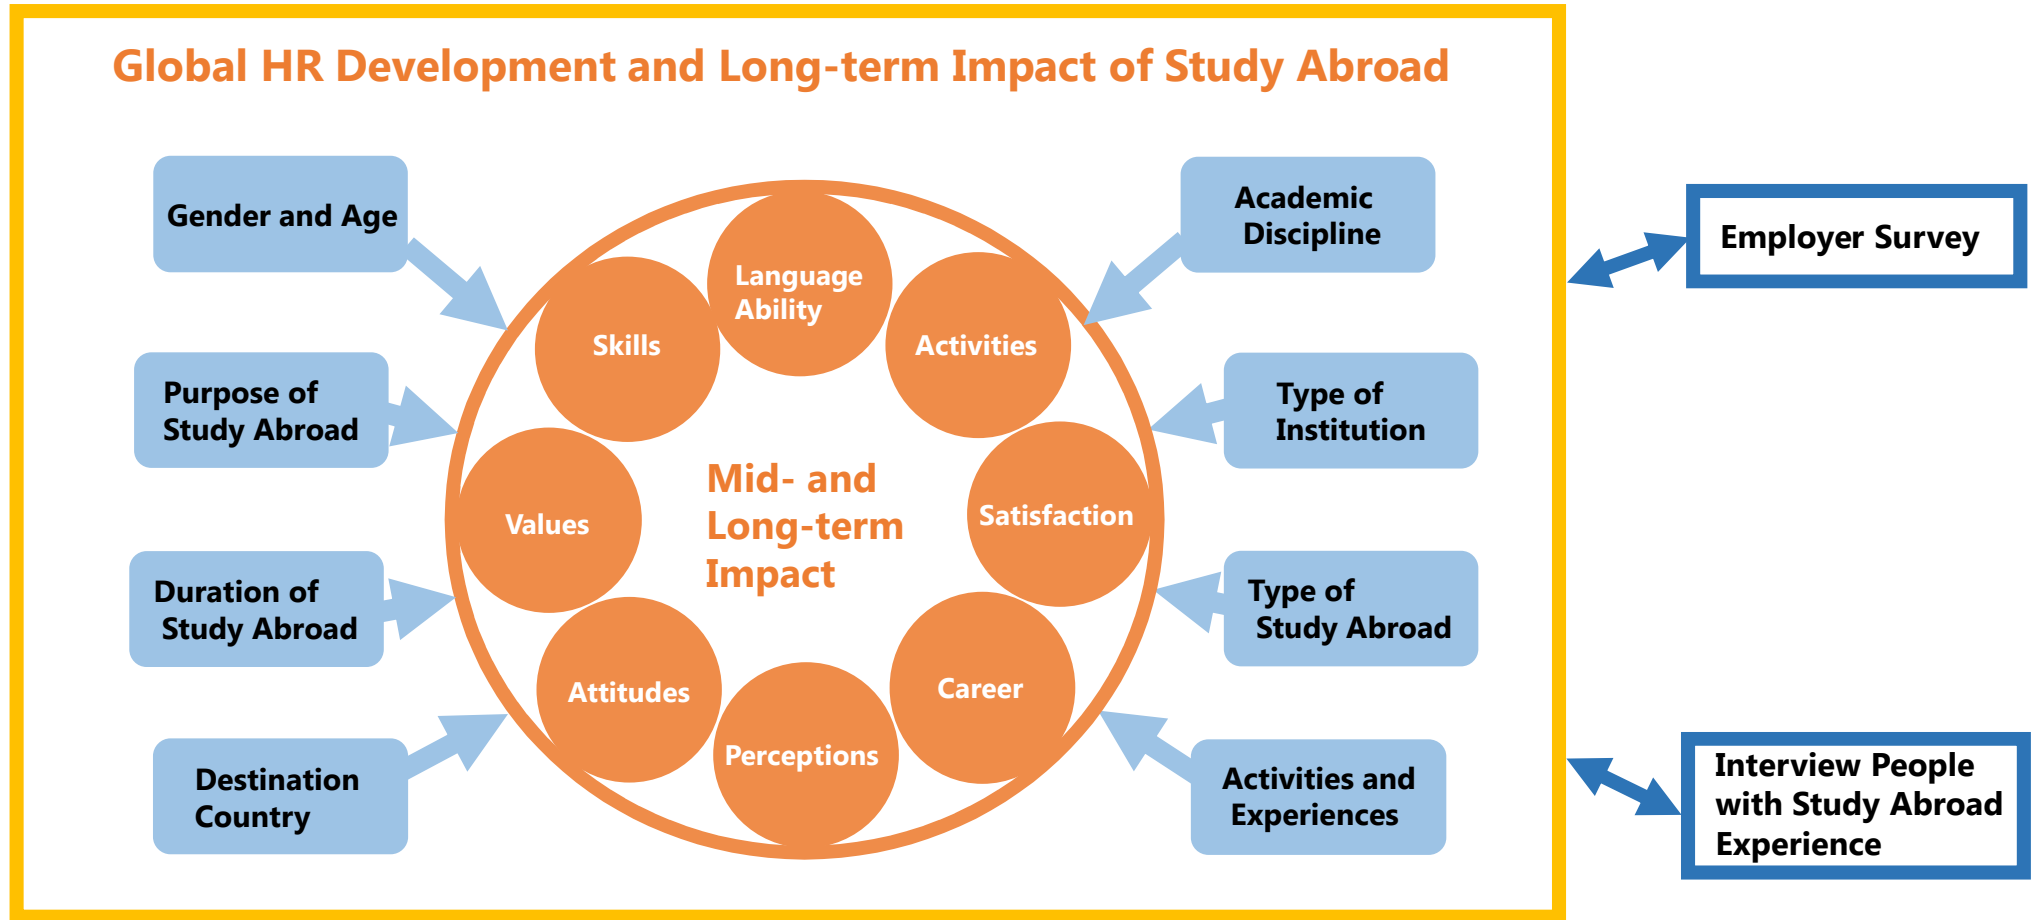 Global HR Development and Long-term Impact of Study Abroad
Gender and Age
Purpose of
Study Abroad
Duration of
Study Abroad
Destination
Country
Language
Ability
Skills
Activities
Values
Mid- and
Long-term
Impact
Satisfaction
Attitudes
Career
Perceptions
Academic
Discipline
Type of
Institution
Type of
Study Abroad
Activities and
Experiences
Employer Survey
Interview People
with Study Abroad
Experience